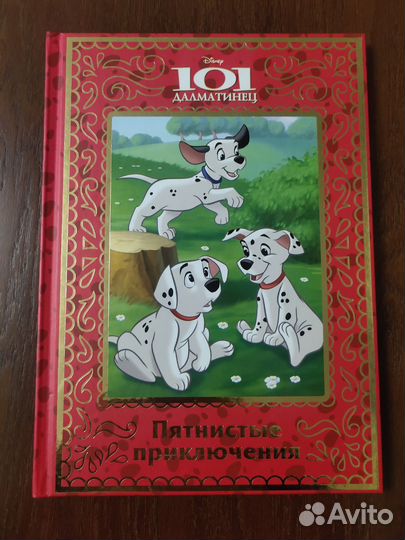 Disney
101
ДАЛМАТИНЕЦ
Пятнистые
приключения
Avito